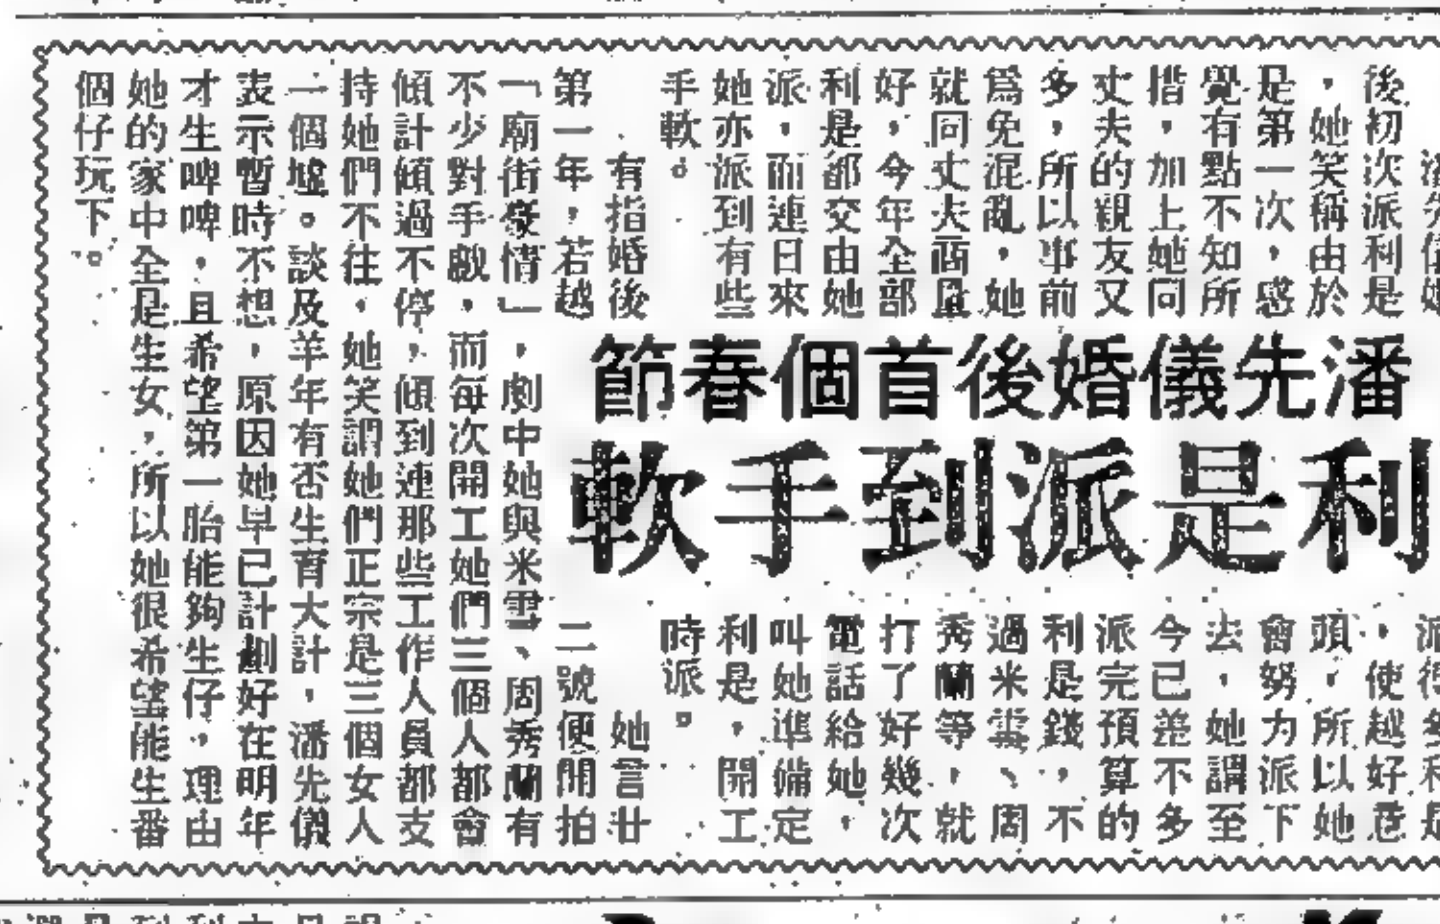 潘先儀婚後首個春節
利是派到手軟
後初次派利是
，她笑稱由於
是第一次，感
覺有點不知所
措，加上她同
丈夫的親友又
多，所以事前
爲免混亂，她
就同丈夫商量
好，今年全部
利是都交由她
派，而連日來
她亦派到有些
手軟。
有指婚後
第一年，若越
，使越好意
頭，所以她
會努力派下
去，她謂至
今已差不多
派完預算的
利是錢，不
過米雪、周
秀蘭等，就
打了好幾次
電話給她，
叫她準備定
利是，開工
時派。
她言廿
二號便開拍
「廟街豪情」，劇中她與米雪、周秀蘭有
不少對手戲，而每次開工她們三個人都會
傾計傾過不停，傾到連那些工作人員都支
持她們不往，她笑謂她們正宗是三個女人
一個墟。談及羊年有否生育大計，潘先儀
表示暫時不想，原因她早已計劃好在明年
才生啤啤，且希望第一胎能夠生仔，理由
她的家中全是生女，所以她很希望能生番
個仔玩下。